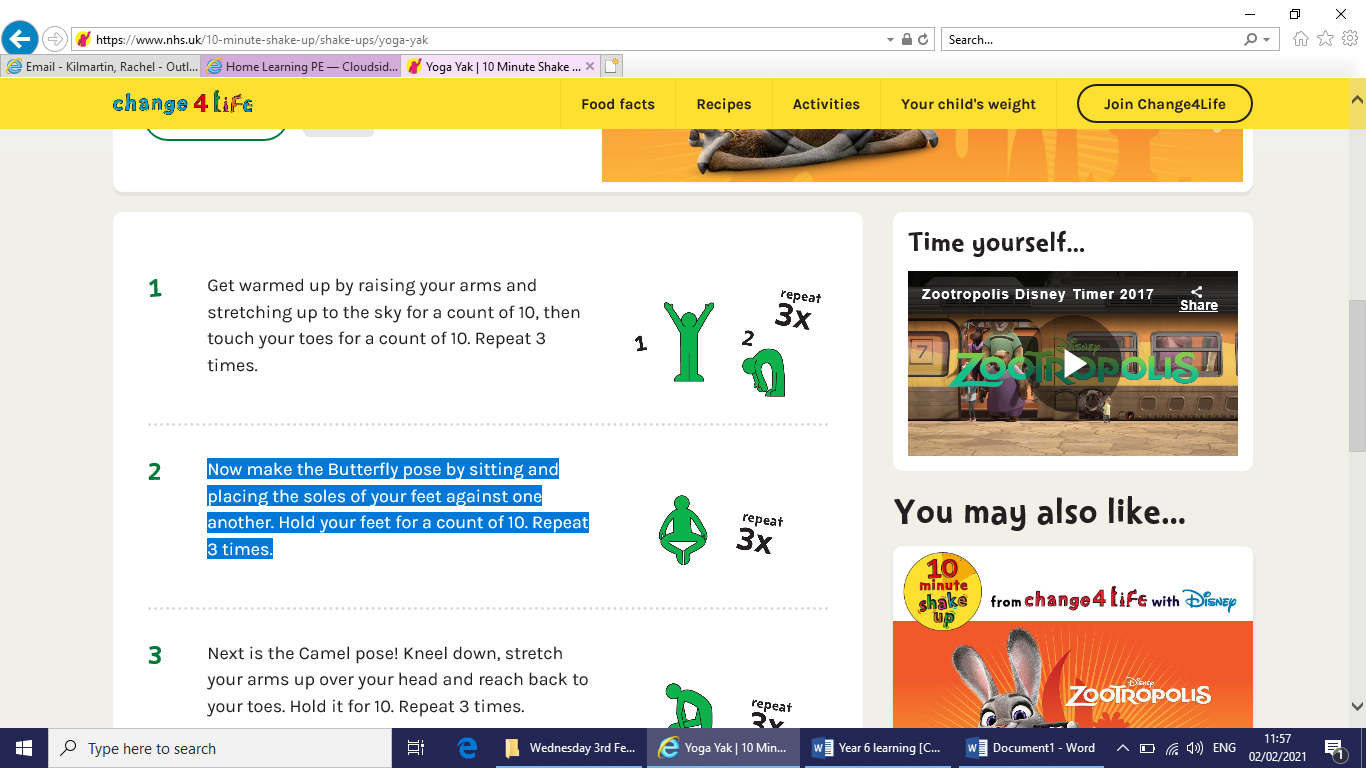 https://www.nhs.uk/10-minute-shake-up/shake-ups/yoga-yak
Search...
Email - Kilmartin, Rachel - Outl...
Home Learning PE — Cloudsid...
Yoga Yak | 10 Minute Shake ...
change 4 LiFe
Food facts
Recipes
Activities
Your child's weight
Join Change4Life
1
Get warmed up by raising your arms and
stretching up to the sky for a count of 10, then
touch your toes for a count of 10. Repeat 3
times.
1
2
repeat
3x
2
Now make the Butterfly pose by sitting and
placing the soles of your feet against one
another. Hold your feet for a count of 10. Repeat
3 times.
repeat
3x
3
Next is the Camel pose! Kneel down, stretch
your arms up over your head and reach back to
your toes. Hold it for 10. Repeat 3 times.
repeat
3x
Time yourself...
Zootropolis Disney Timer 2017
Share
7
DISNEY
ZOOTROPOLIS
You may also like...
10
minute
shake
up
from change4LiFe with Disney
Disney
ZOOTROPOLIS
Type here to search
Wednesday 3rd Fe...
Yoga Yak | 10 Min...
Year 6 learning [C...
Document1 - Word
ENG
11:57
02/02/2021
1